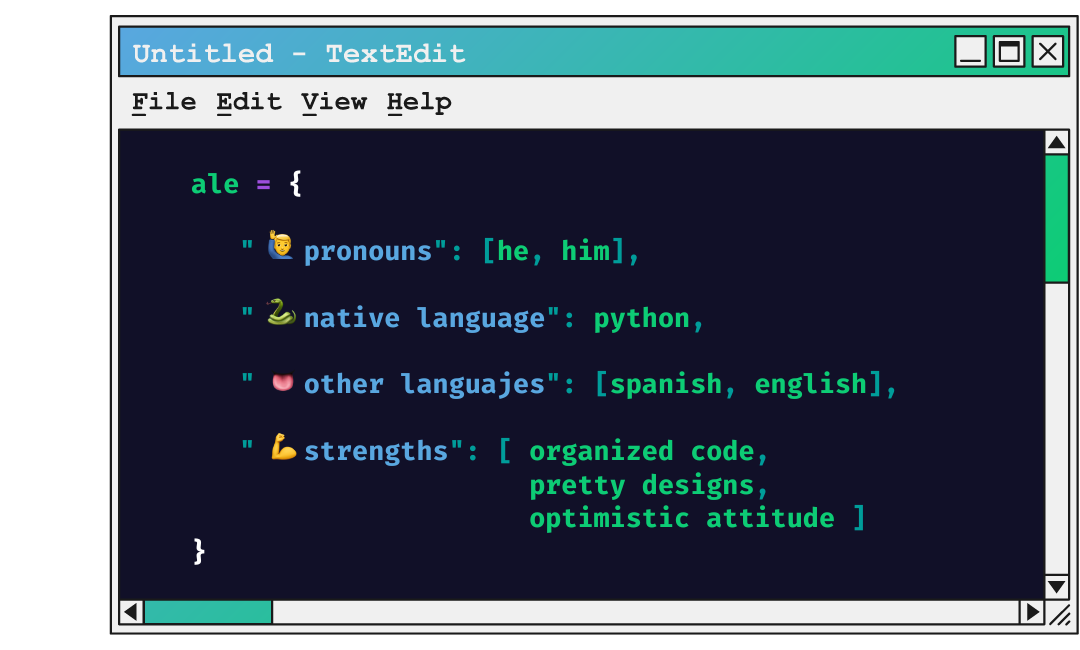 Untitled - TextEdit
File Edit View Help
ale = {
"🙋‍♂️pronouns": [he, him],
"🐍native language": python,
"👅other languajes": [spanish, english],
"💪strengths": [ organized code,
pretty designs,
optimistic attitude ]
}